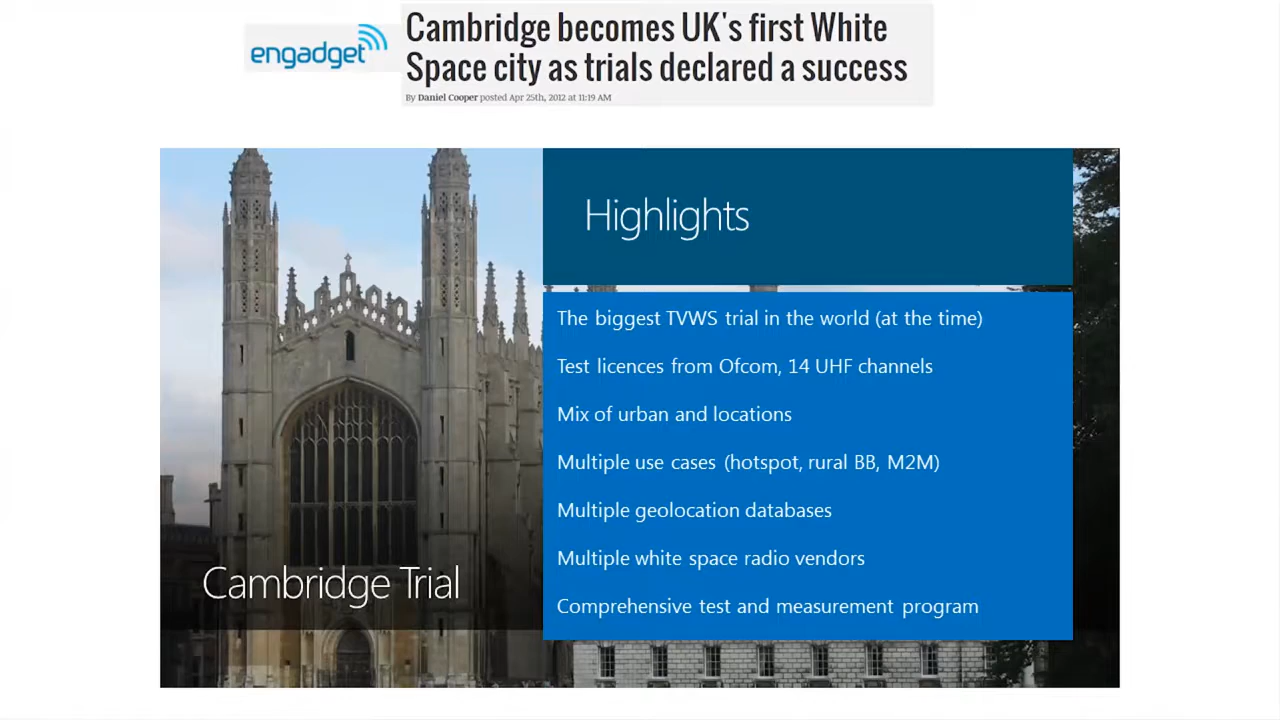 engadget
Cambridge becomes UK's first White
Space city as trials declared a success
By Daniel Cooper posted Apr 25th, 2012 at 11:19 AM
Highlights
The biggest TVWS trial in the world (at the time)
Test licences from Ofcom, 14 UHF channels
Mix of urban and locations
Multiple use cases (hotspot, rural BB, M2M)
Multiple geolocation databases
Multiple white space radio vendors
Comprehensive test and measurement program
Cambridge Trial